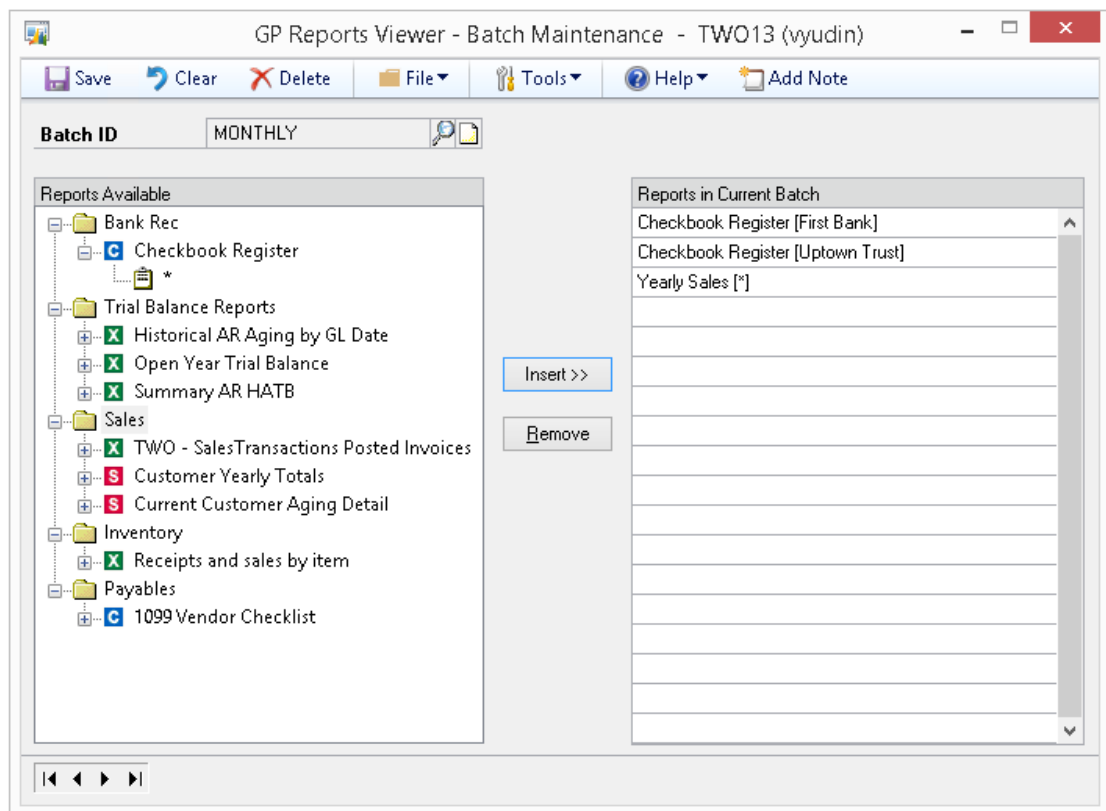 GP Reports Viewer - Batch Maintenance - TWO13 (vyudin)
Save Clear Delete File Tools Help Add Note
Batch ID MONTHLY
Reports Available
Bank Rec
C Checkbook Register
*
Trial Balance Reports
X Historical AR Aging by GL Date
X Open Year Trial Balance
X Summary AR HATB
Sales
X TWO - SalesTransactions Posted Invoices
S Customer Yearly Totals
S Current Customer Aging Detail
Inventory
X Receipts and sales by item
Payables
C 1099 Vendor Checklist
Insert >>
Remove
Reports in Current Batch
Checkbook Register [First Bank]
Checkbook Register [Uptown Trust]
Yearly Sales [*]